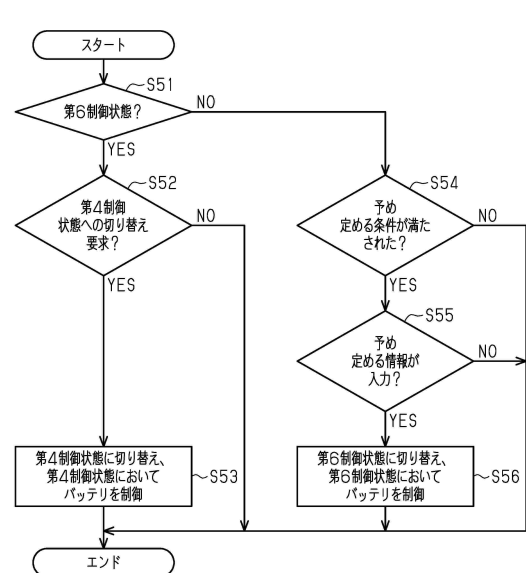 スタート
S51
第6制御状態?
NO
YES
S52
第4制御
状態への切り替え
要求?
NO
YES
S54
予め
定める条件が満た
された?
NO
YES
S55
予め
定める情報が
入力?
NO
YES
第4制御状態に切り替え、
第4制御状態において
バッテリを制御
S53
第6制御状態に切り替え、
第6制御状態において
バッテリを制御
S56
エンド